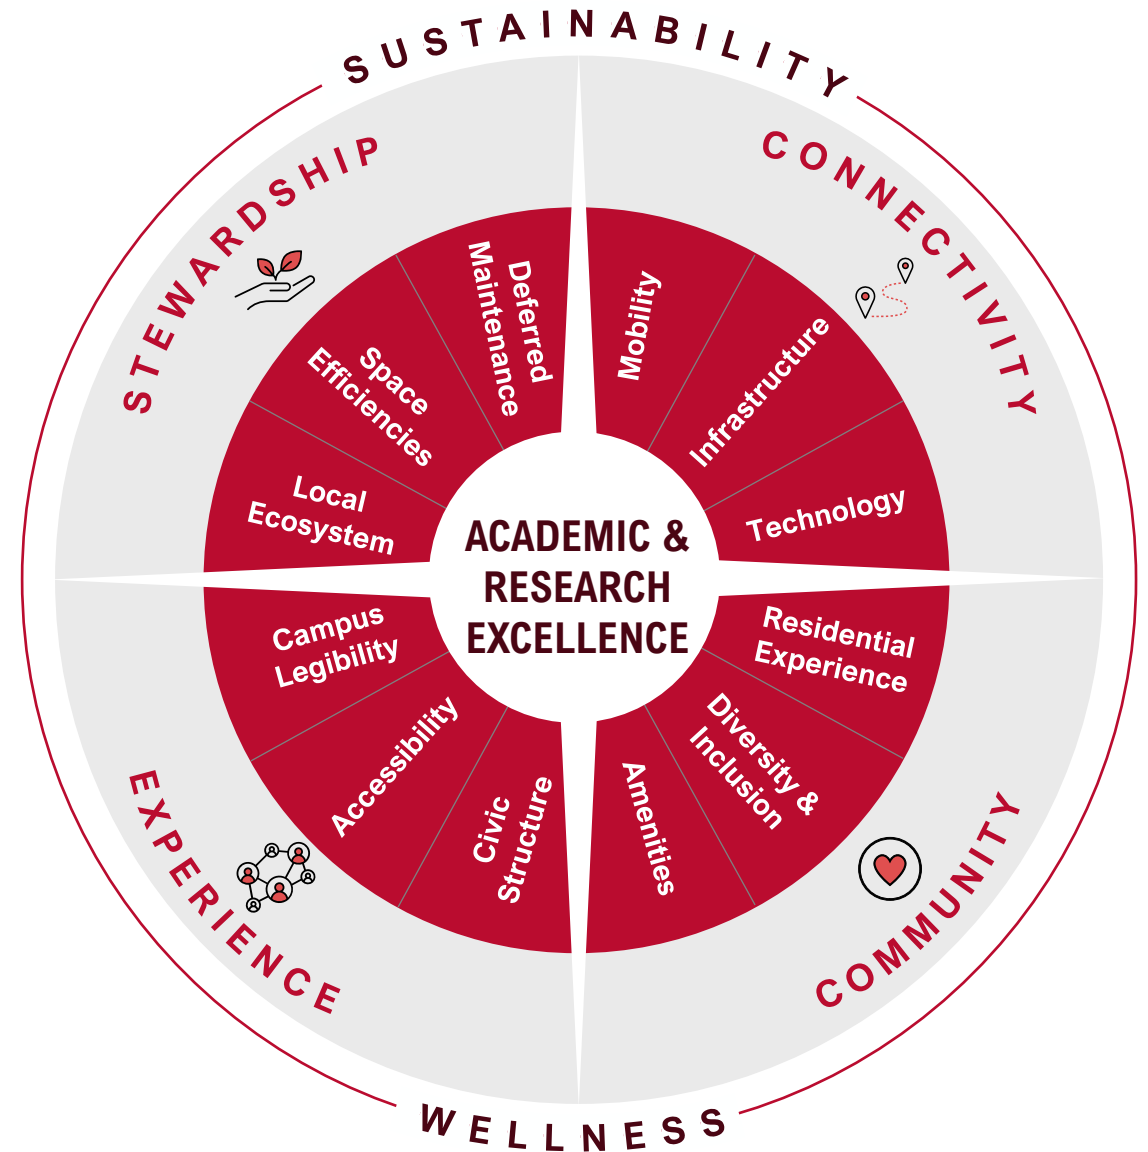 SUSTAINABILITY
STEWARDSHIP
CONNECTIVITY
Deferred
Maintenance
Space
Efficiencies
Local
Ecosystem
Mobility
Infrastructure
Technology
ACADEMIC &
RESEARCH
EXCELLENCE
Campus
Legibility
Accessibility
Civic
Structure
Residential
Experience
Diversity &
Inclusion
Amenities
EXPERIENCE
COMMUNITY
WELLNESS